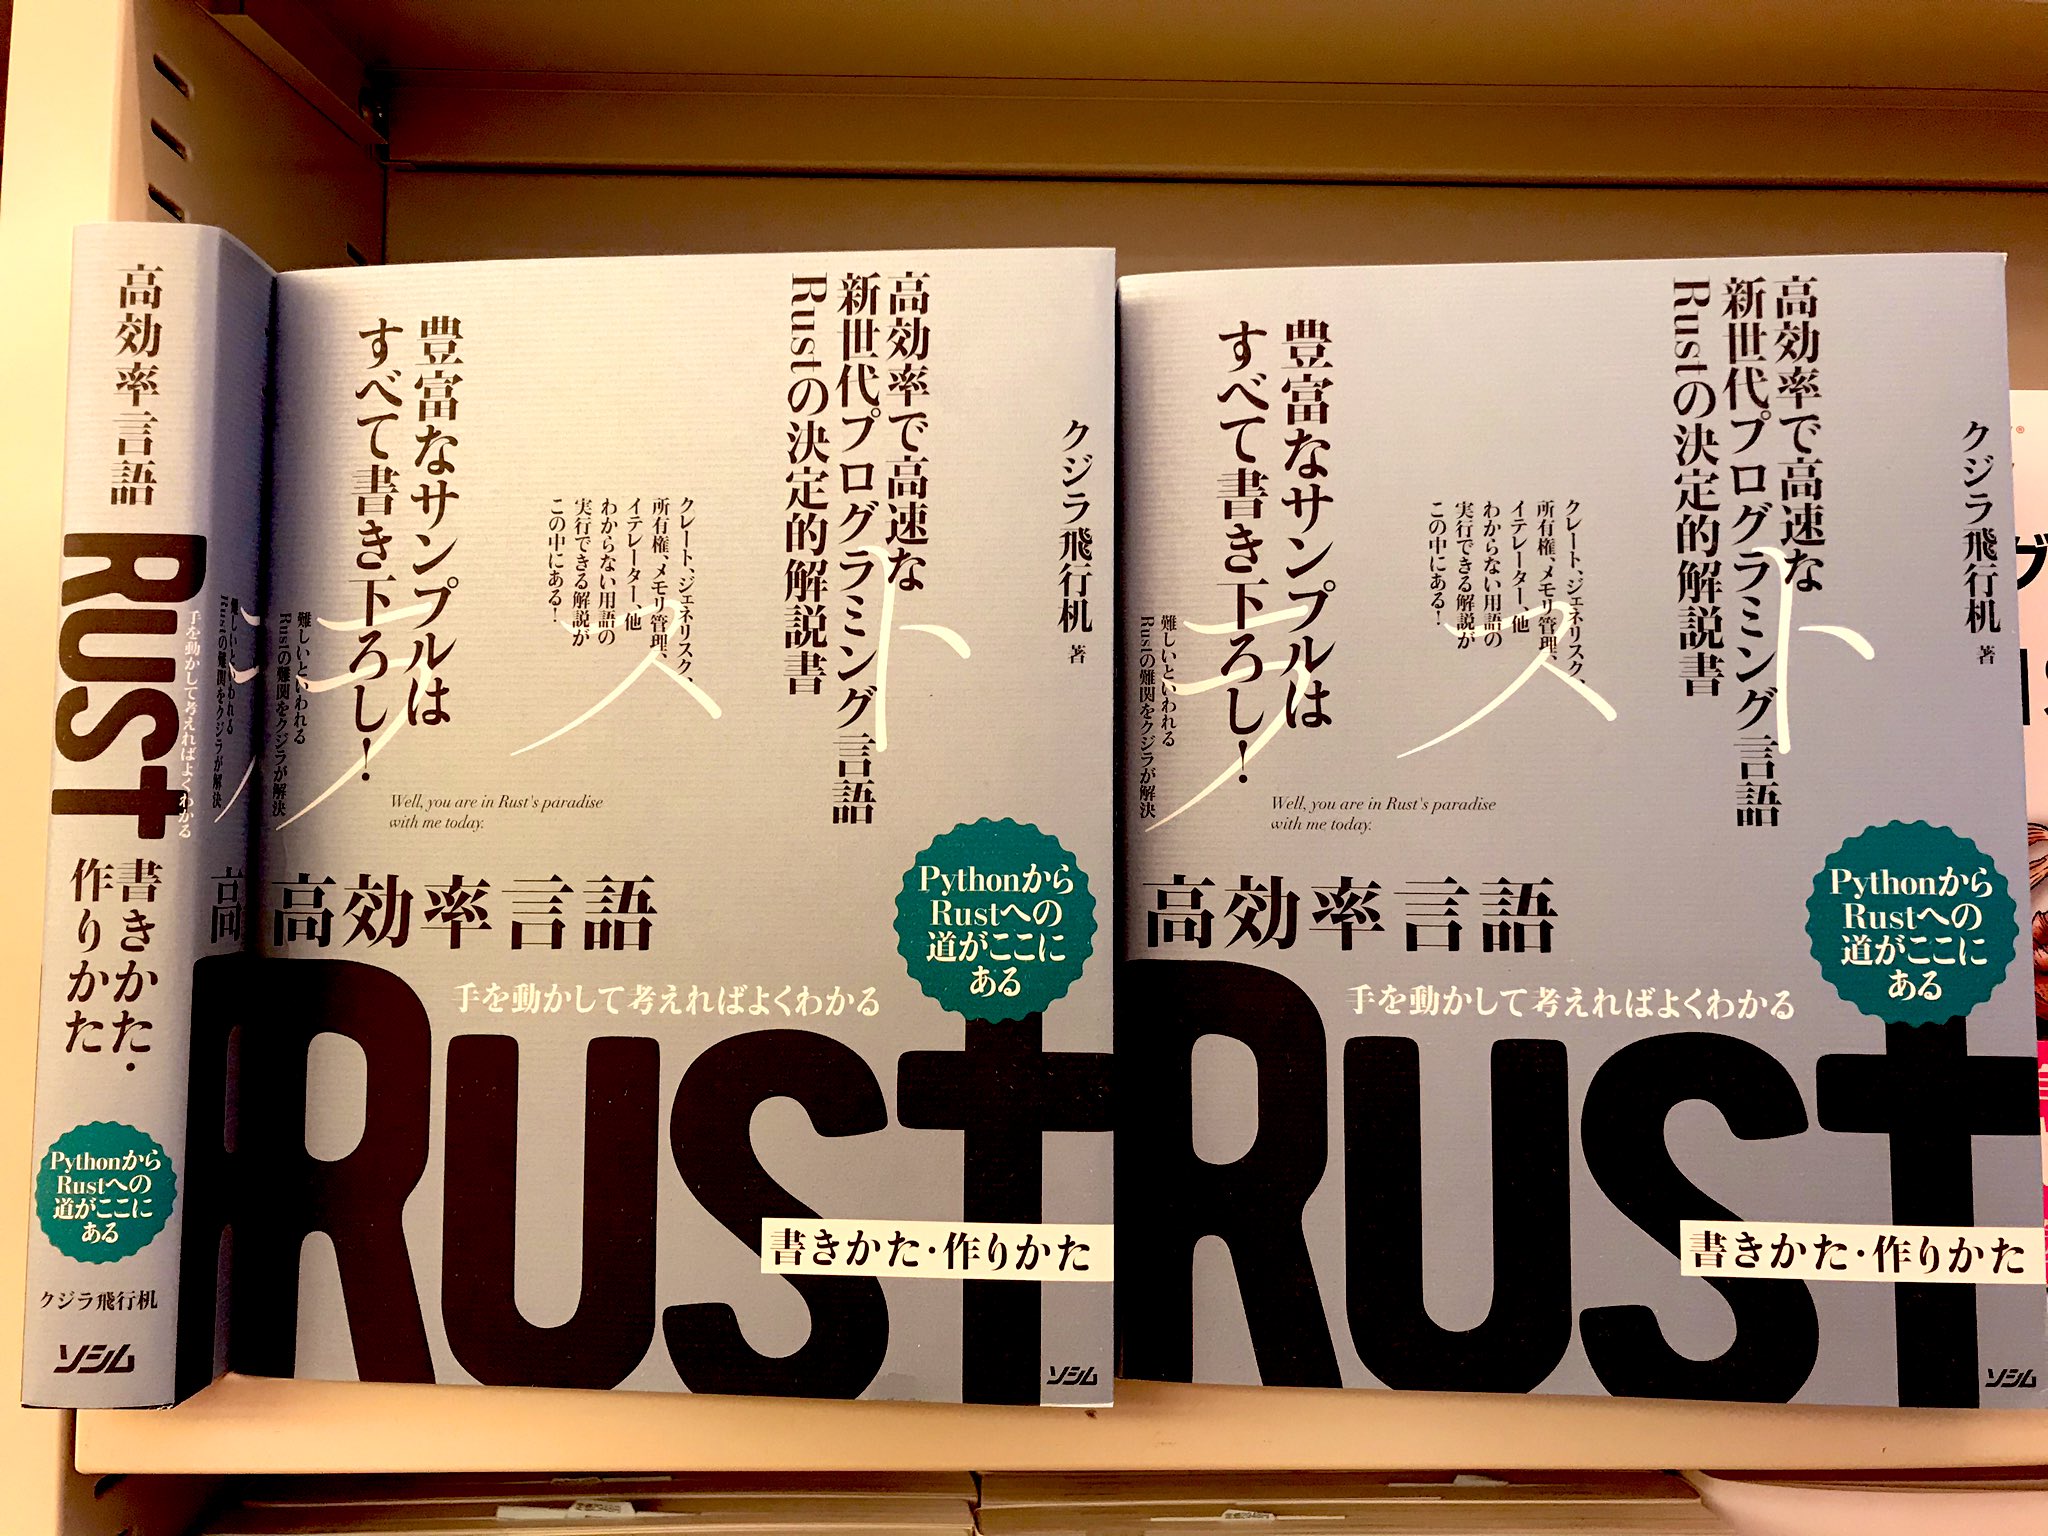 高効率言語
RUST
手を動かして考えればよくわかる
書きかた・
作りかた
Pythonから
Rustへの
道がここに
ある
クジラ飛行机
ソシム
難しいといわれる
Rustの難関をクジラが解決
クジラ飛行机 著
高効率で高速な
新世代プログラミング言語
Rustの決定的解説書
クレート、ジェネリスク、
所有権、メモリ管理、
イテレーター、他
わからない用語の
実行できる解説が
この中にある！
豊富なサンプルは
すべて書き下ろし！
難しいといわれる
Rustの難関をクジラが解決
ラスト
Well, you are in Rust's paradise
with me today.
Pythonから
Rustへの
道がここに
ある
高効率言語
手を動かして考えればよくわかる
RUST
書きかた・作りかた
ソシム
クジラ飛行机 著
高効率で高速な
新世代プログラミング言語
Rustの決定的解説書
クレート、ジェネリスク、
所有権、メモリ管理、
イテレーター、他
わからない用語の
実行できる解説が
この中にある！
豊富なサンプルは
すべて書き下ろし！
難しいといわれる
Rustの難関をクジラが解決
ラスト
Well, you are in Rust's paradise
with me today.
Pythonから
Rustへの
道がここに
ある
高効率言語
手を動かして考えればよくわかる
RUST
書きかた・作りかた
ソシム